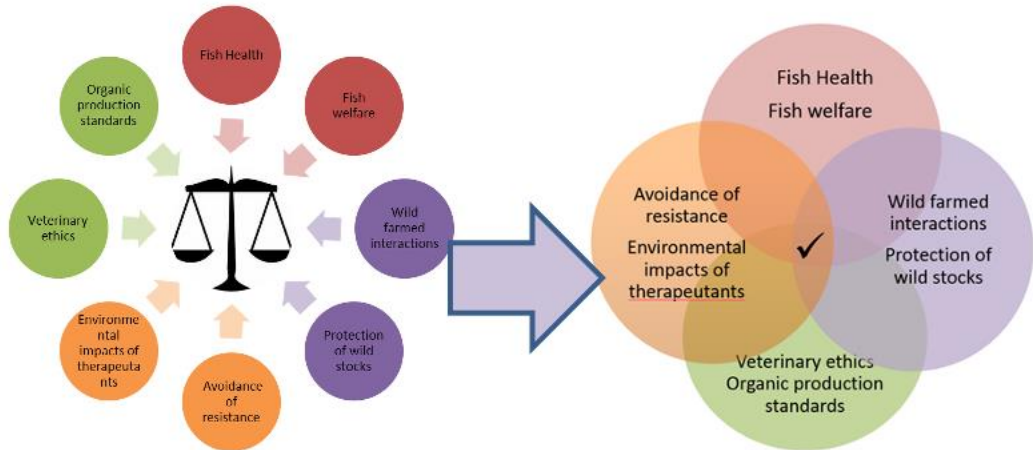 Fish Health
Fish
welfare
Wild
farmed
interactions
Protection
of wild
stocks
Avoidance
of
resistance
Environme
ntal
impacts of
therapeuta
nts
Veterinary
ethics
Organic
production
standards
Fish Health
Fish welfare
Avoidance of
resistance
Environmental
impacts of
therapeutants
Wild farmed
interactions
Protection of
wild stocks
Veterinary ethics
Organic production
standards